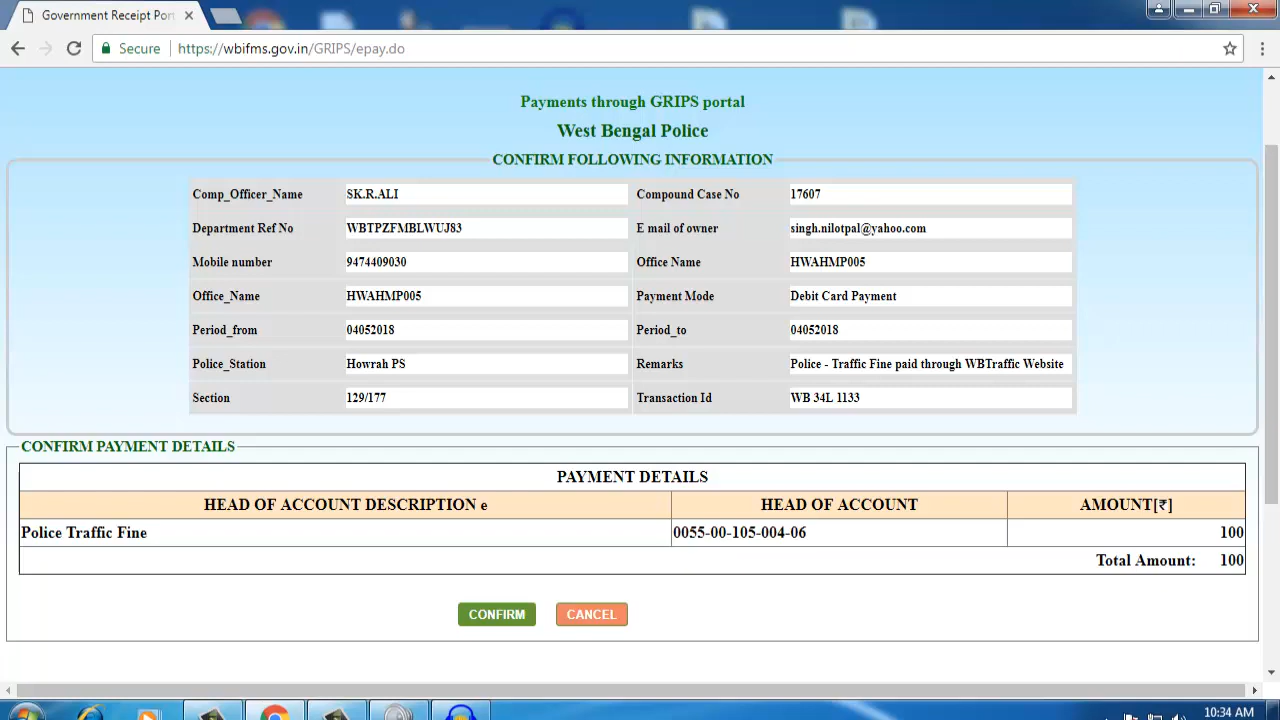 Government Receipt Por
Secure https://wbifms.gov.in/GRIPS/epay.do
Payments through GRIPS portal
West Bengal Police
CONFIRM FOLLOWING INFORMATION
Comp_Officer_Name SK.R.ALI Compound Case No 17607
Department Ref No WBTPZFMBLWUJ83 E mail of owner singh.nilotpal@yahoo.com
Mobile number 9474409030 Office Name HWAHMP005
Office_Name HWAHMP005 Payment Mode Debit Card Payment
Period_from 04052018 Period_to 04052018
Police_Station Howrah PS Remarks Police - Traffic Fine paid through WBTraffic Website
Section 129/177 Transaction Id WB 34L 1133
CONFIRM PAYMENT DETAILS
PAYMENT DETAILS
HEAD OF ACCOUNT DESCRIPTION e HEAD OF ACCOUNT AMOUNT[₹]
Police Traffic Fine 0055-00-105-004-06 100
Total Amount: 100
CONFIRM CANCEL
10:34 AM